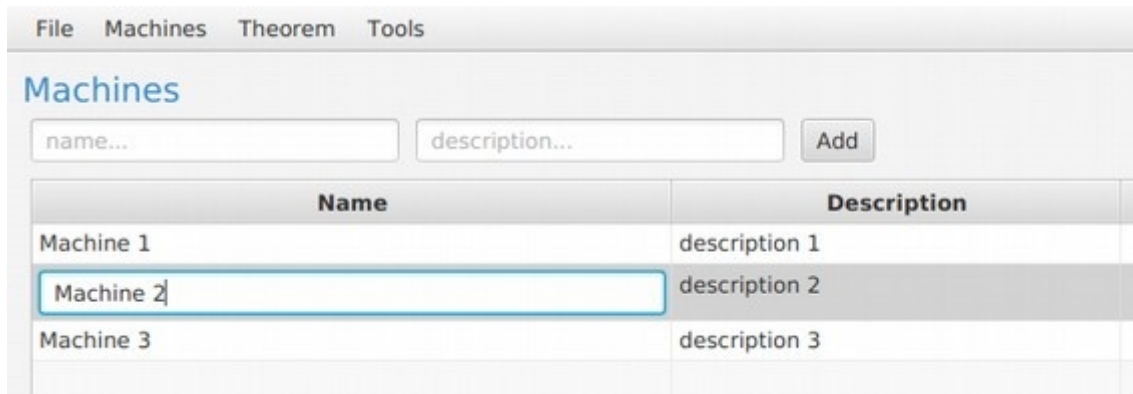 File Machines Theorem Tools
Machines
name... description... Add
Name Description
Machine 1 description 1
Machine 2 description 2
Machine 3 description 3